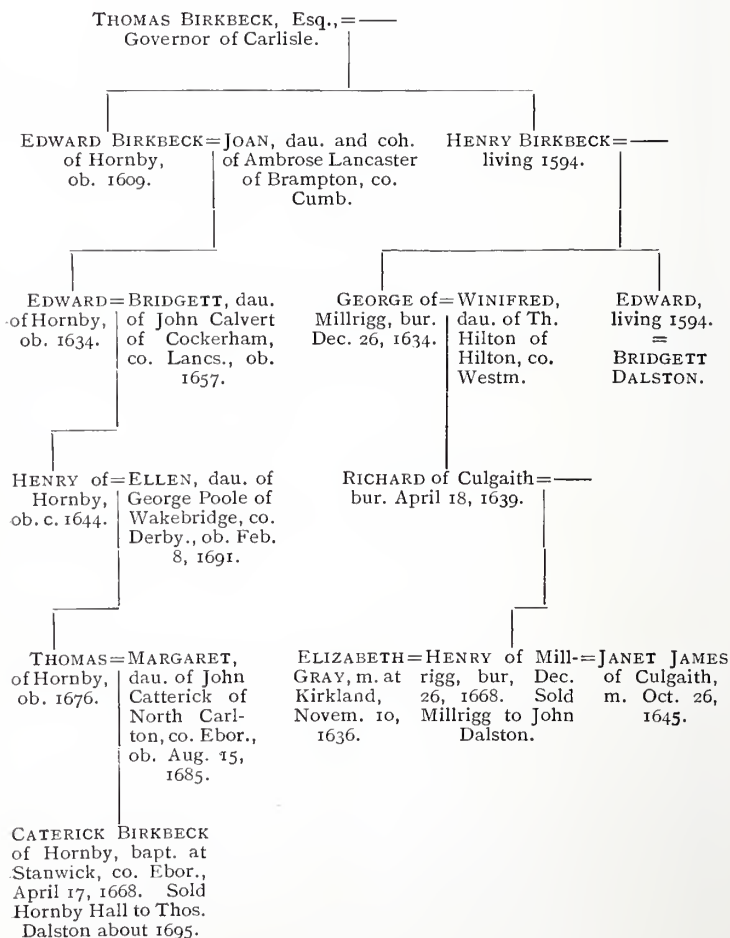 THOMAS BIRKBECK, Esq.,=——
Governor of Carlisle.
EDWARD BIRKBECK=JOAN, dau. and coh.
of Hornby,
ob. 1609.
of Ambrose Lancaster
of Brampton, co.
Cumb.
HENRY BIRKBECK=——
living 1594.
EDWARD=BRIDGETT, dau.
of Hornby,
ob. 1634.
of John Calvert
of Cockerham,
co. Lancs., ob.
1657.
GEORGE of=WINIFRED,
Millrigg, bur.
Dec. 26, 1634.
dau. of Th.
Hilton of
Hilton, co.
Westm.
EDWARD,
living 1594.
=
BRIDGETT
DALSTON.
HENRY of=ELLEN, dau. of
Hornby,
ob. c. 1644.
George Poole of
Wakebridge, co.
Derby., ob. Feb.
8, 1691.
RICHARD of Culgaith=——
bur. April 18, 1639.
THOMAS=MARGARET,
of Hornby,
ob. 1676.
dau. of John
Catterick of
North Carl-
ton, co. Ebor.,
ob. Aug. 15,
1685.
ELIZABETH=HENRY of Mill-=JANET JAMES
GRAY, m. at
Kirkland,
Novem. 10,
1636.
rigg, bur, Dec.
26, 1668. Sold
Millrigg to John
Dalston.
of Culgaith,
m. Oct. 26,
1645.
CATERICK BIRKBECK
of Hornby, bapt. at
Stanwick, co. Ebor.,
April 17, 1668. Sold
Hornby Hall to Thos.
Dalston about 1695.